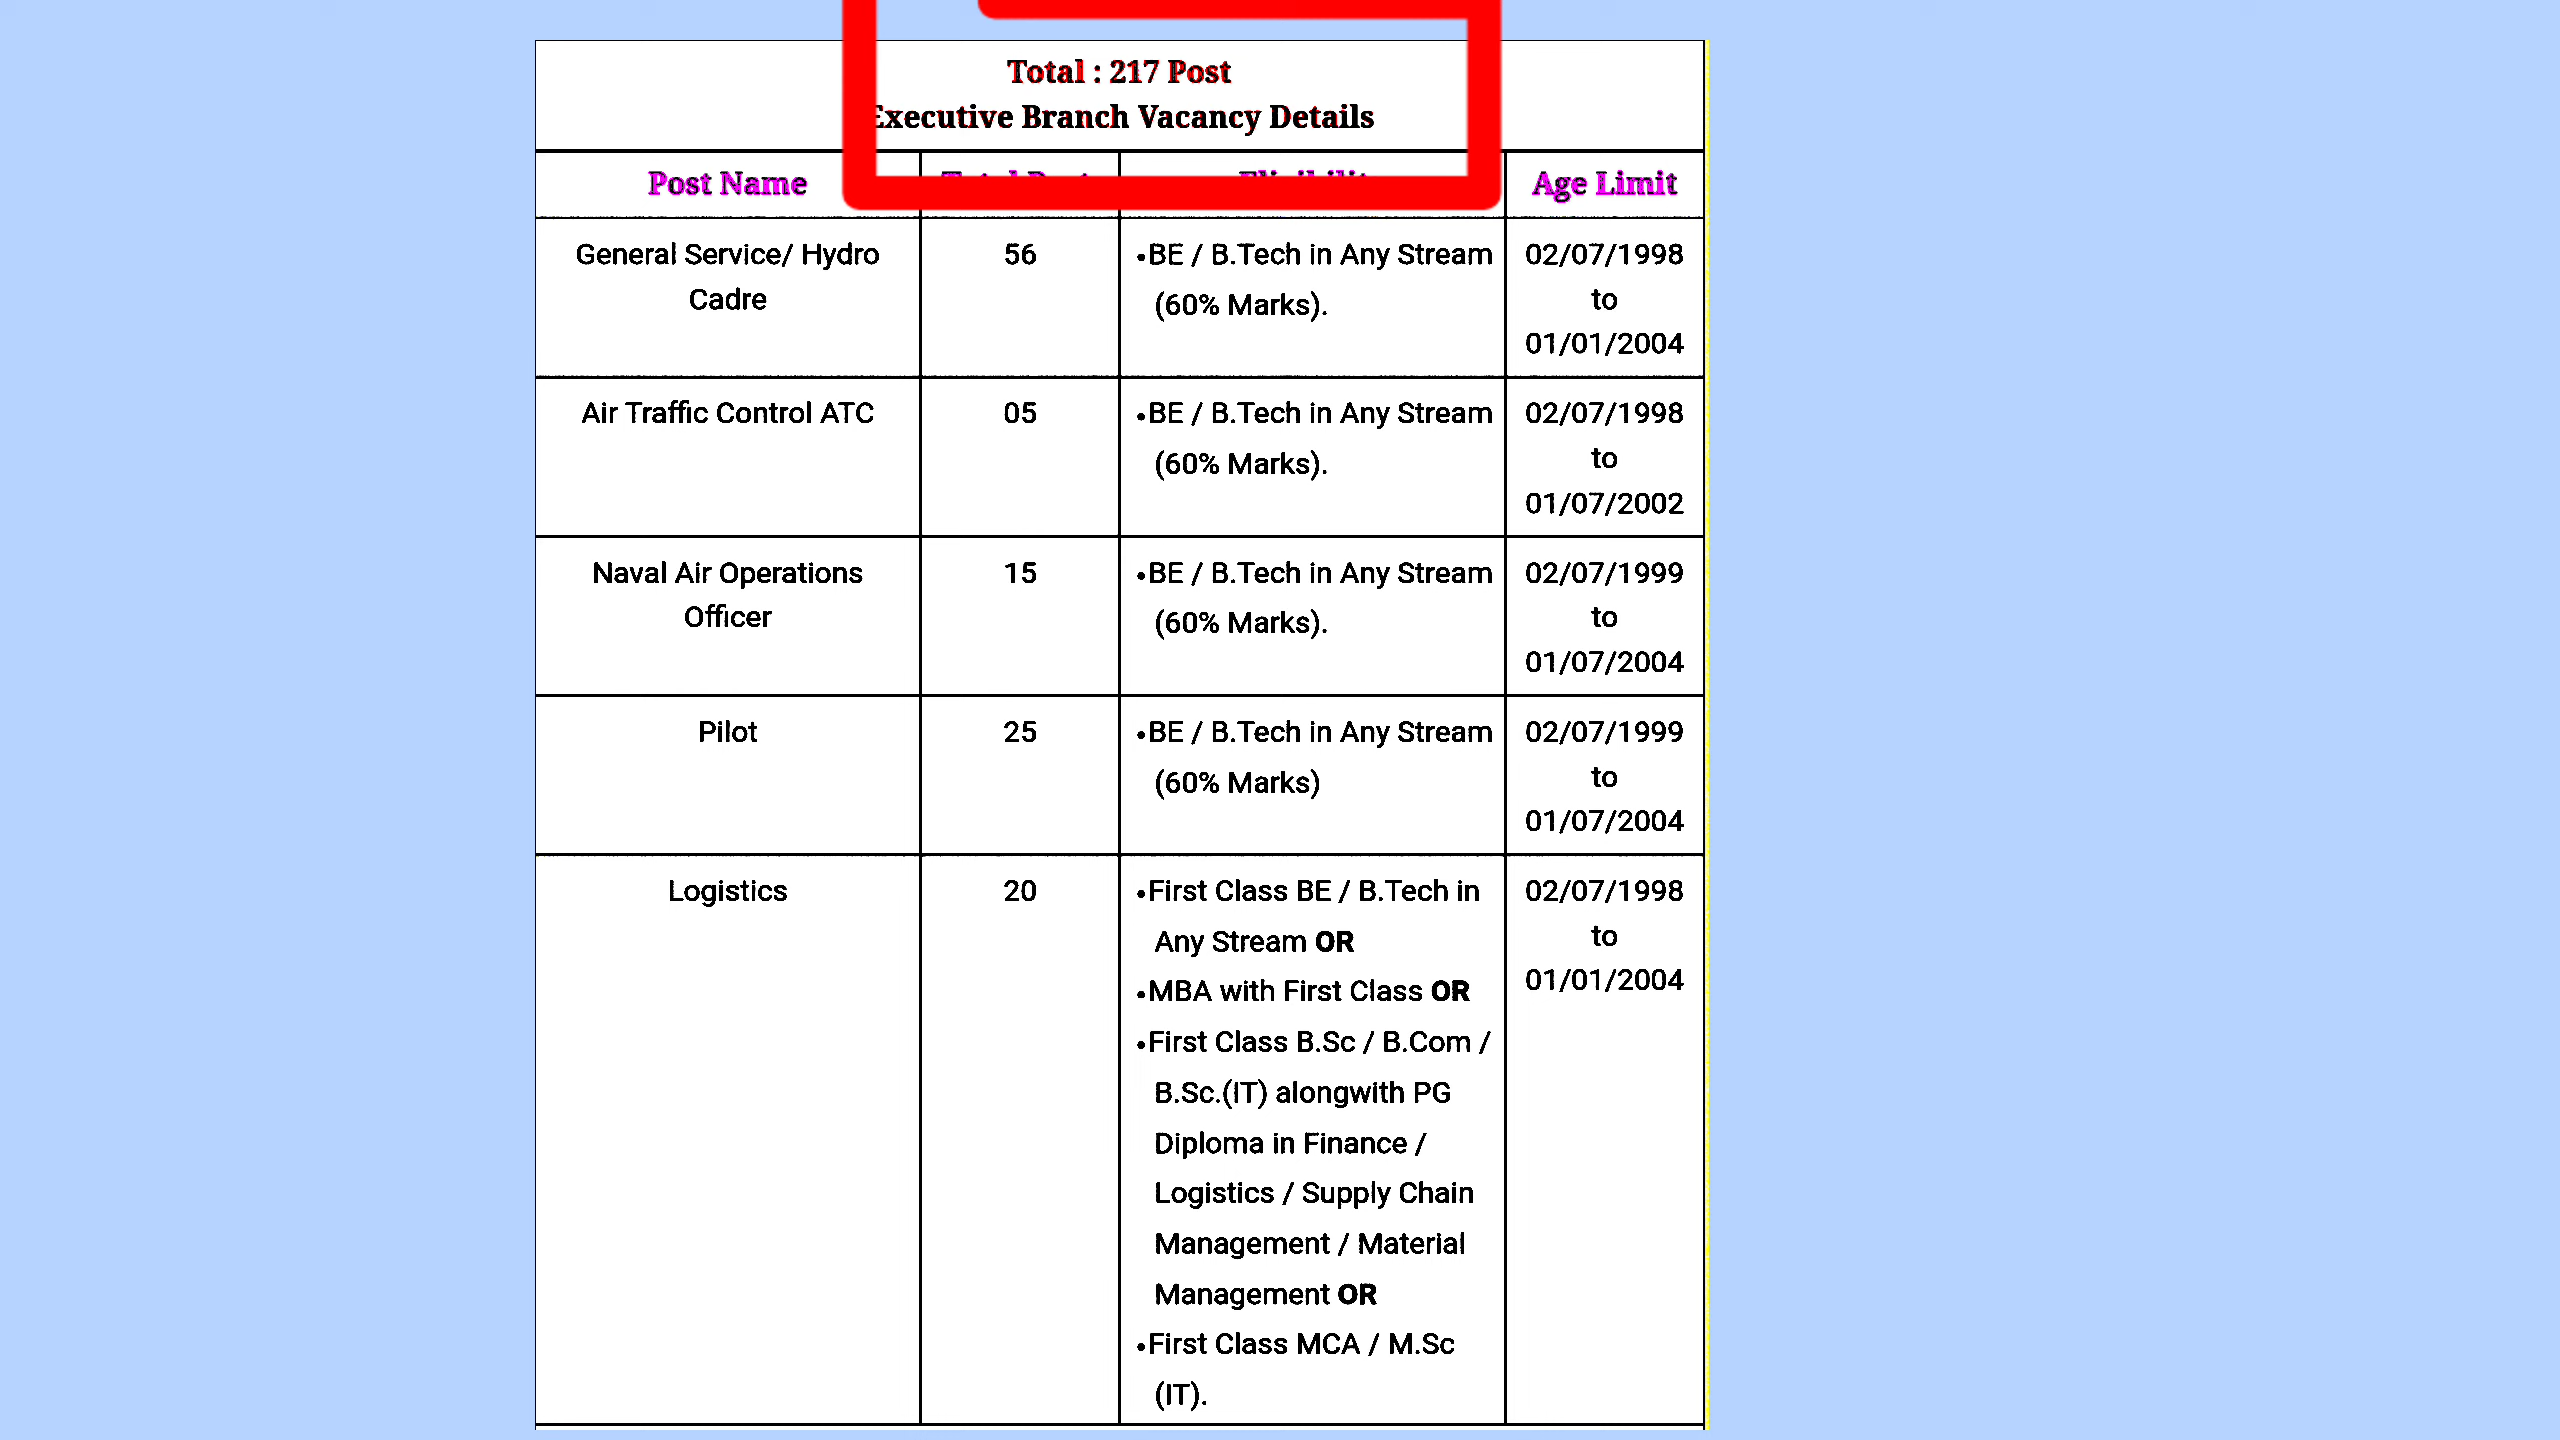 Total : 217 Post
Executive Branch Vacancy Details
Post Name Total Post Eligibility Age Limit
General Service/ Hydro
Cadre
56
•BE / B.Tech in Any Stream
(60% Marks).
02/07/1998
to
01/01/2004
Air Traffic Control ATC
05
•BE / B.Tech in Any Stream
(60% Marks).
02/07/1998
to
01/07/2002
Naval Air Operations
Officer
15
•BE / B.Tech in Any Stream
(60% Marks).
02/07/1999
to
01/07/2004
Pilot
25
•BE / B.Tech in Any Stream
(60% Marks)
02/07/1999
to
01/07/2004
Logistics
20
•First Class BE / B.Tech in
Any Stream OR
•MBA with First Class OR
•First Class B.Sc / B.Com /
B.Sc.(IT) alongwith PG
Diploma in Finance /
Logistics / Supply Chain
Management / Material
Management OR
•First Class MCA / M.Sc
(IT).
02/07/1998
to
01/01/2004